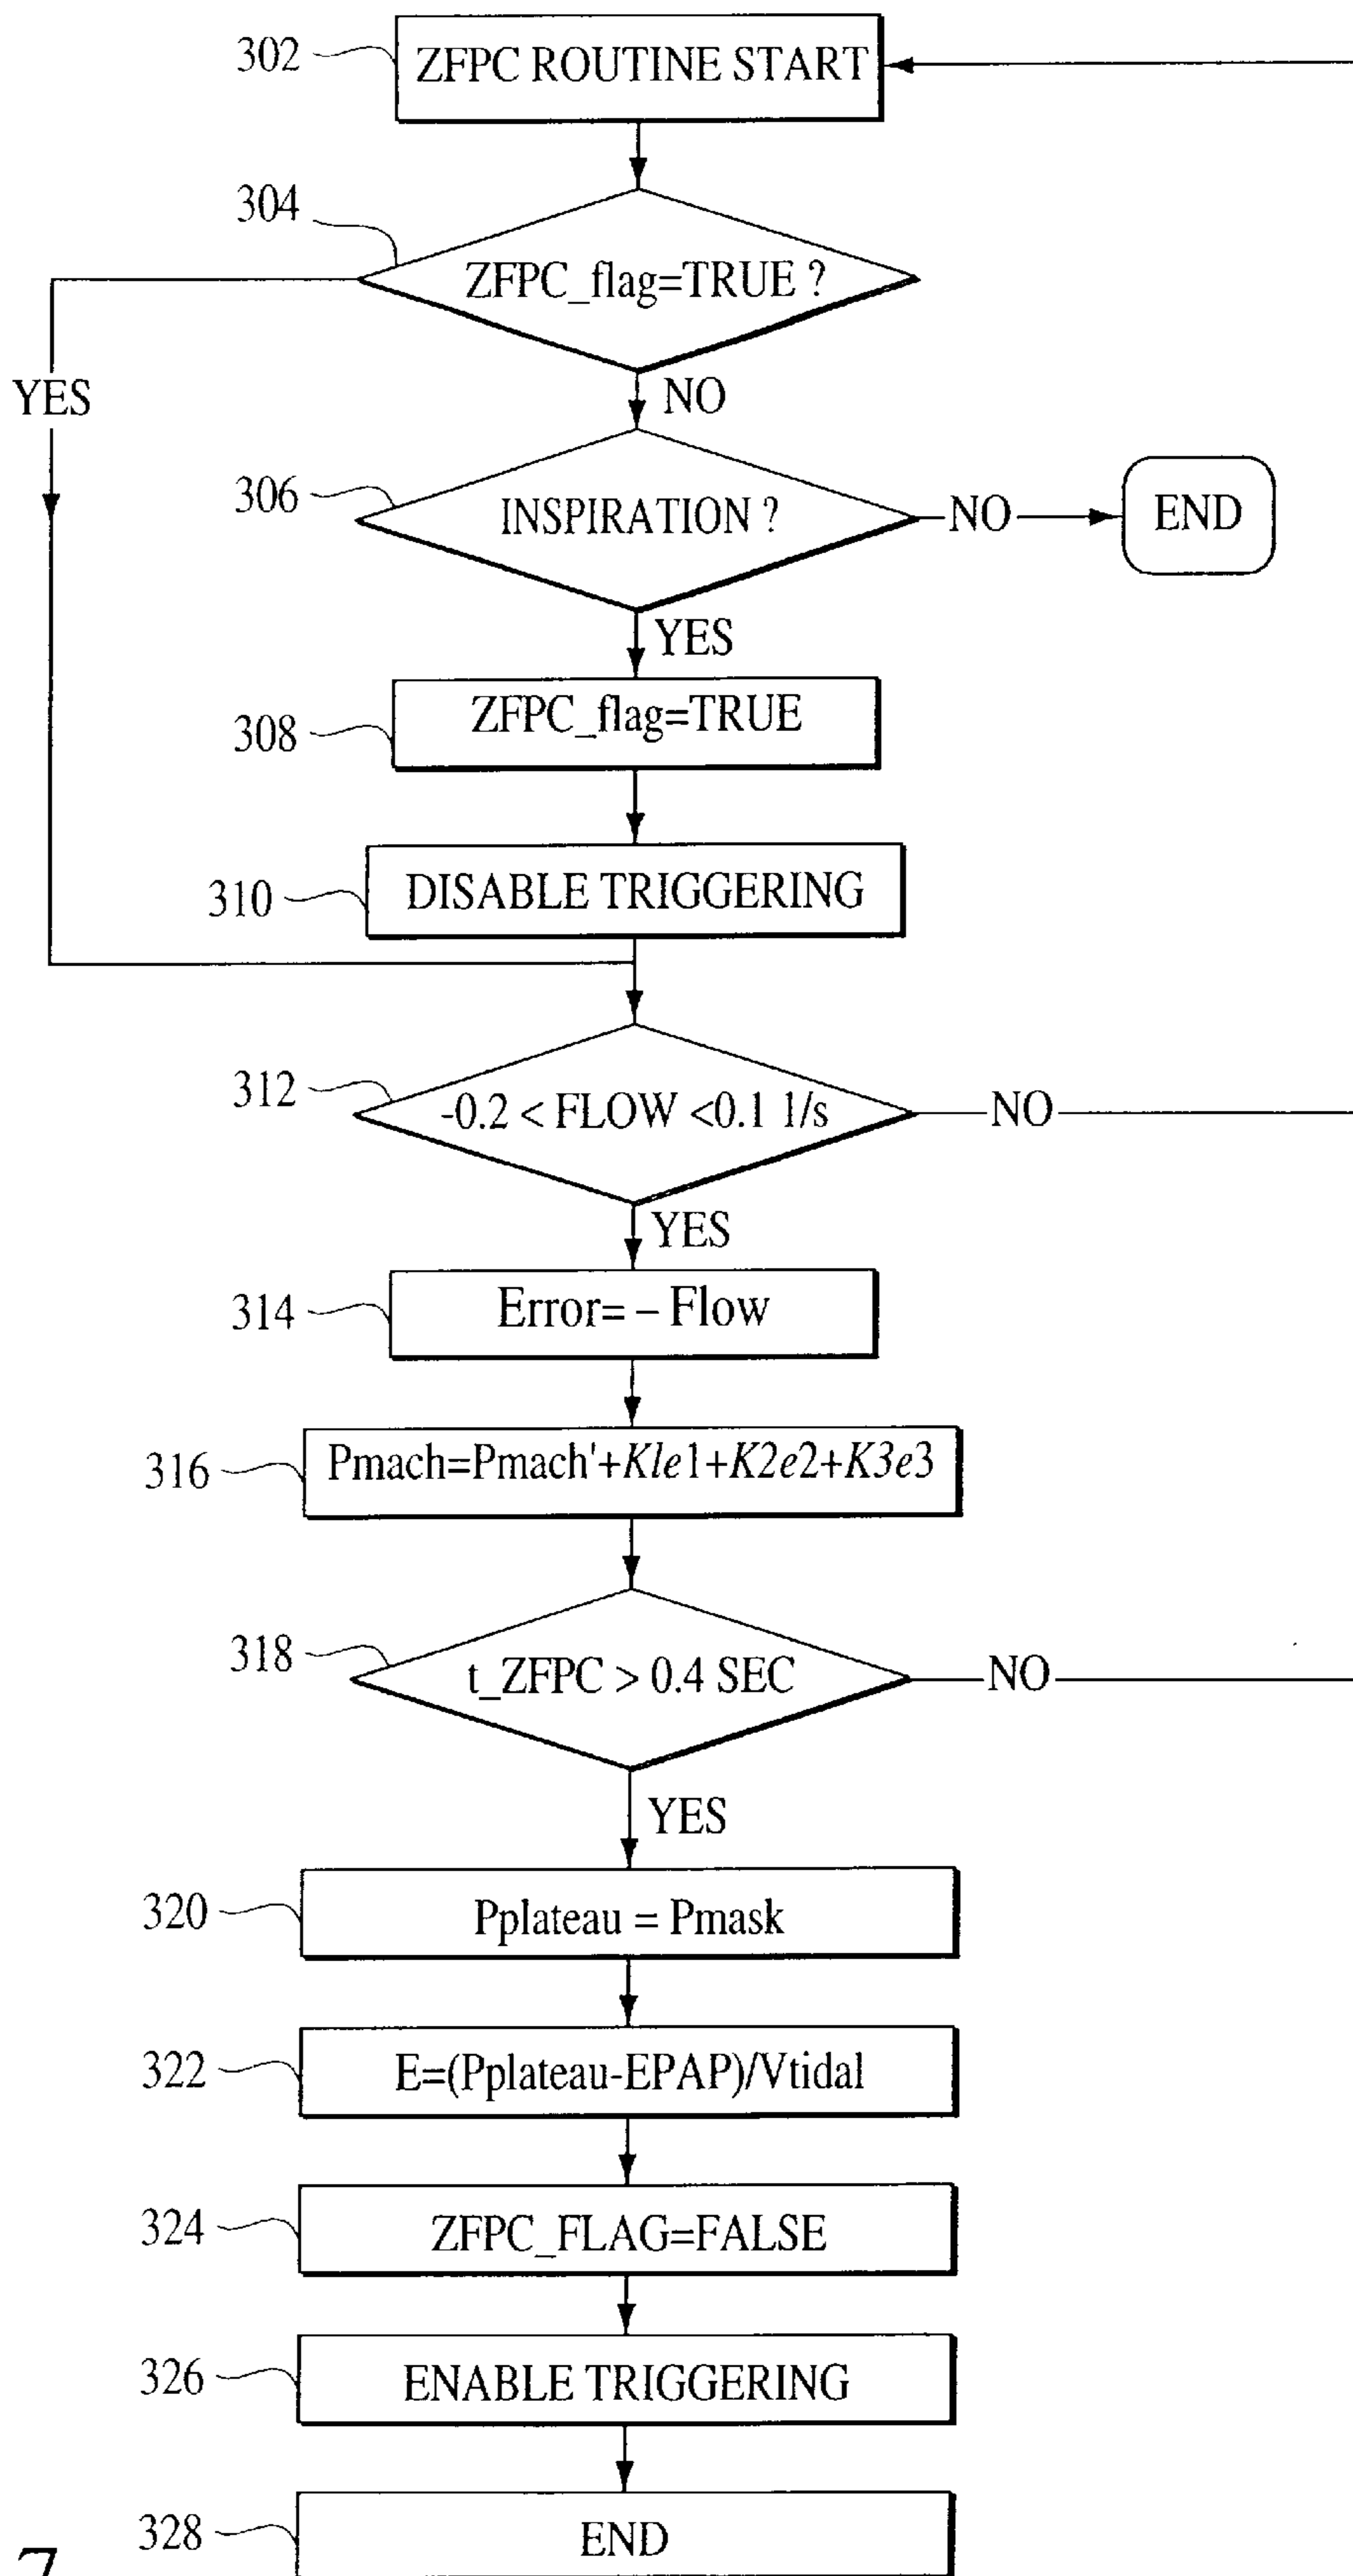 302
ZFPC ROUTINE START
304
ZFPC_flag=TRUE ?
YES
NO
306
INSPIRATION ?
NO
END
YES
308
ZFPC_flag=TRUE
310
DISABLE TRIGGERING
312
-0.2 < FLOW <0.1 1/s
NO
YES
314
Error= – Flow
316
Pmach=Pmach'+Kle1+K2e2+K3e3
318
t_ZFPC > 0.4 SEC
NO
YES
320
Pplateau = Pmask
322
E=(Pplateau-EPAP)/Vtidal
324
ZFPC_FLAG=FALSE
326
ENABLE TRIGGERING
328
END
7